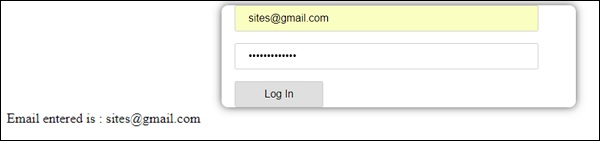 sites@gmail.com
•••••••••••••
Log In
Email entered is : sites@gmail.com